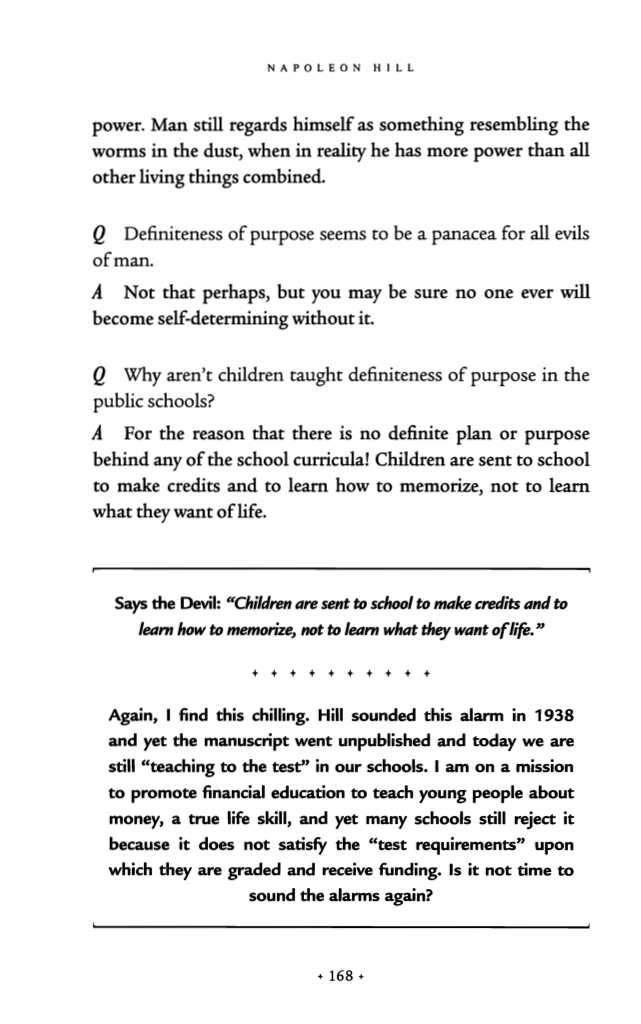 NAPOLEON HILL
power. Man still regards himself as something resembling the
worms in the dust, when in reality he has more power than all
other living things combined.
Q Definiteness of purpose seems to be a panacea for all evils
of man.
A Not that perhaps, but you may be sure no one ever will
become self-determining without it.
Q Why aren't children taught definiteness of purpose in the
public schools?
A For the reason that there is no definite plan or purpose
behind any of the school curricula! Children are sent to school
to make credits and to learn how to memorize, not to learn
what they want of life.
Says the Devil: “Children are sent to school to make credits and to
learn how to memorize, not to learn what they want of life.”
+ + + + + + + + + +
Again, I find this chilling. Hill sounded this alarm in 1938
and yet the manuscript went unpublished and today we are
still “teaching to the test” in our schools. I am on a mission
to promote financial education to teach young people about
money, a true life skill, and yet many schools still reject it
because it does not satisfy the “test requirements” upon
which they are graded and receive funding. Is it not time to
sound the alarms again?
+ 168 +